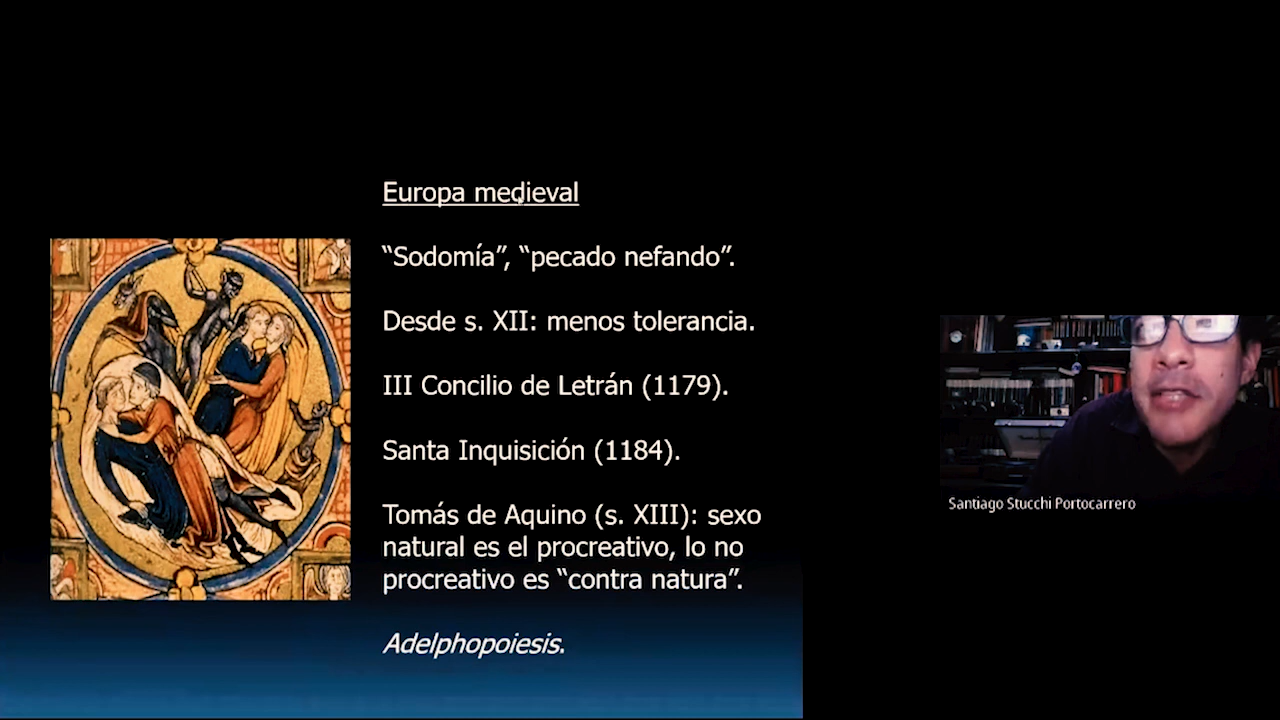 Europa medieval
“Sodomía”, “pecado nefando”.
Desde s. XII: menos tolerancia.
III Concilio de Letrán (1179).
Santa Inquisición (1184).
Tomás de Aquino (s. XIII): sexo
natural es el procreativo, lo no
procreativo es “contra natura”.
Adelphopoiesis.
Santiago Stucchi Portocarrero